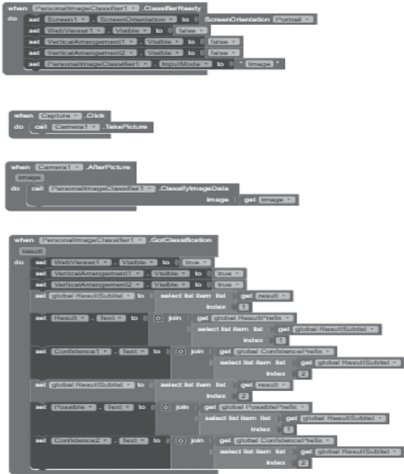 when PersonalImageClassifier1 .ClassifierReady
do set Screen1 . ScreenOrientation to ScreenOrientation Portrait
set WebViewer1 . Visible to false
set VerticalArrangement1 . Visible to false
set VerticalArrangement2 . Visible to false
set PersonalImageClassifier1 . InputMode to " Image "
when Capture .Click
do call Camera1 .TakePicture
when Camera1 .AfterPicture
image
do call PersonalImageClassifier1 .ClassifyImageData
image get image
when PersonalImageClassifier1 .GotClassification
result
do set WebViewer1 . Visible to true
set VerticalArrangement1 . Visible to true
set VerticalArrangement2 . Visible to true
set global ResultSublist to select list item list get result
index 1
set Result . Text to join get global ResultPrefix
select list item list get global ResultSublist
index 1
set Confidence1 . Text to join get global ConfidencePrefix
select list item list get global ResultSublist
index 2
set global ResultSublist to select list item list get result
index 2
set Possible . Text to join get global PossiblePrefix
select list item list get global ResultSublist
index 1
set Confidence2 . Text to join get global ConfidencePrefix
select list item list get global ResultSublist
index 2